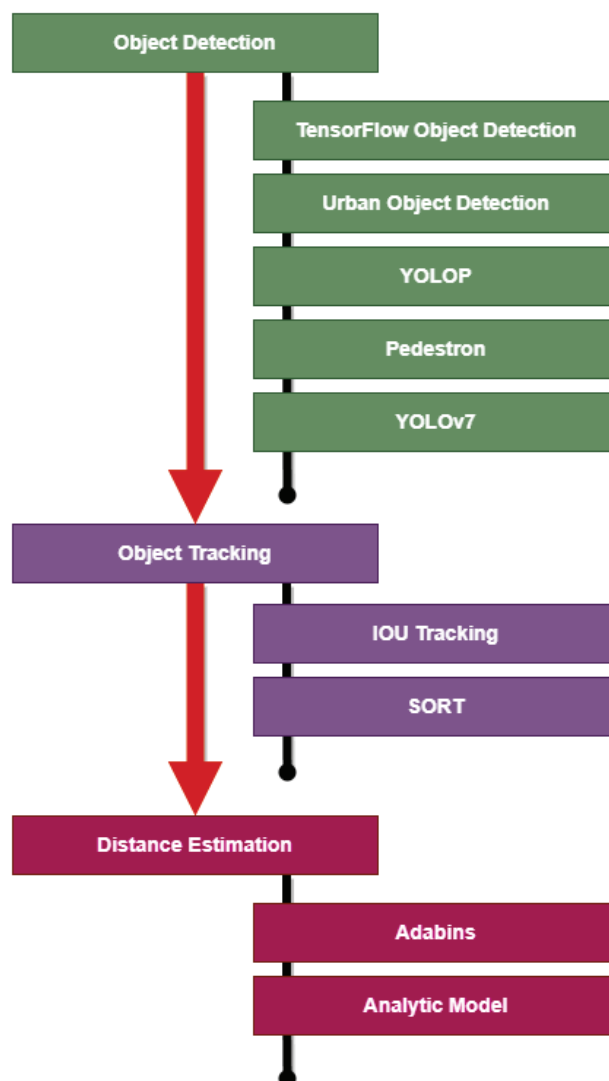 Object Detection
TensorFlow Object Detection
Urban Object Detection
YOLOP
Pedestron
YOLOv7
Object Tracking
IOU Tracking
SORT
Distance Estimation
Adabins
Analytic Model